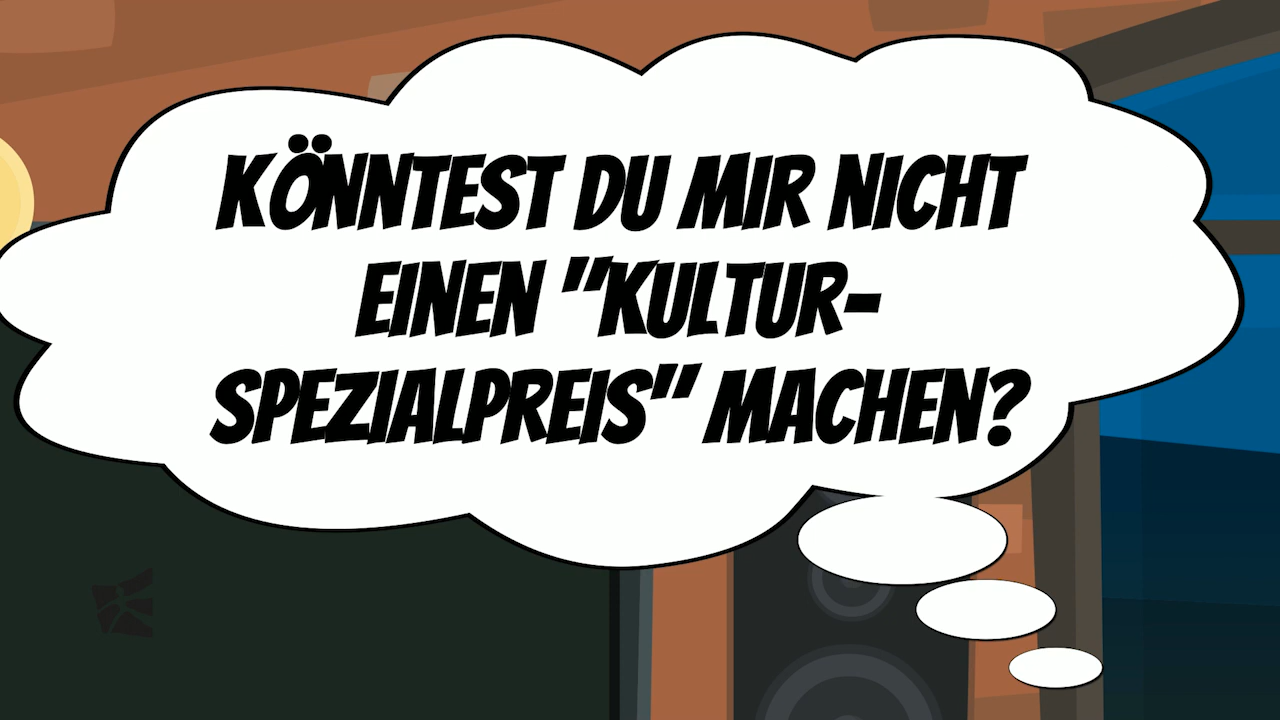 KÖNNTEST DU MIR NICHT
EINEN "KULTUR-
SPEZIALPREIS" MACHEN?